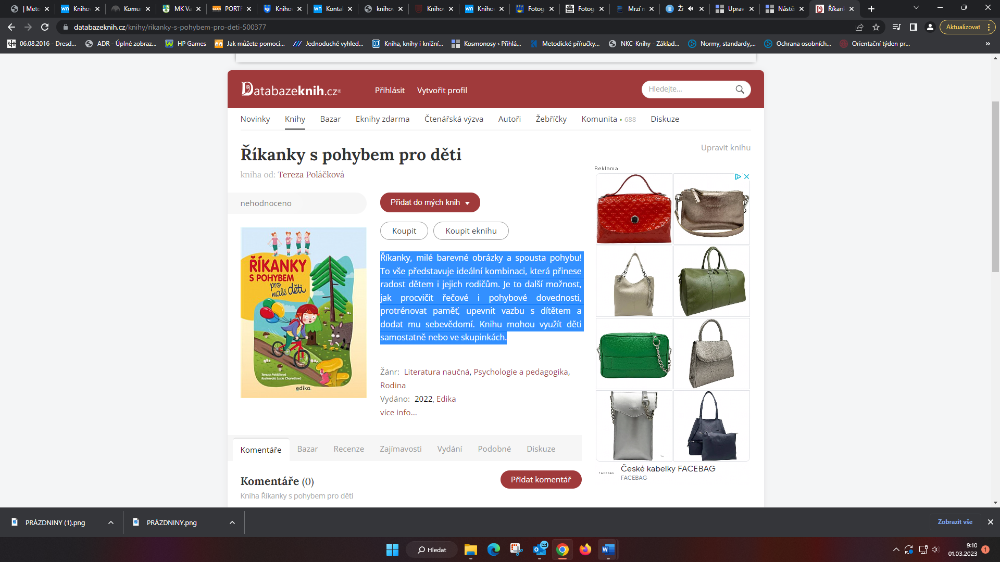 | Meto
Knihov
Komu
MK Va
PORTF
Knihov
Konta
knihov
Knihov
Knihov
Fotog
Fotog
Mrzí n
Ži
Uprav
Nástě
Říkan
databazeknih.cz/knihy/rikanky-s-pohybem-pro-deti-500377
Aktualizovat
06.08.2016 - Dresd...
ADR - Úplné zobraz...
HP Games
Jak můžete pomoci...
Jednoduché vyhled...
Kniha, knihy i knižní...
Kosmonosy › Přihlá...
Metodické příručky...
NKC-Knihy - Základ...
Normy, standardy,...
Ochrana osobních...
Orientační týden pr...
»
Databazeknih.cz®
Přihlásit
Vytvořit profil
Hledejte...
Novinky
Knihy
Bazar
Eknihy zdarma
Čtenářská výzva
Autoři
Žebříčky
Komunita • 688
Diskuze
Říkanky s pohybem pro děti
Upravit knihu
kniha od: Tereza Poláčková
Reklama
nehodnoceno
Přidat do mých knih
Koupit
Koupit eknihu
ŘÍKANKY
S POHYBEM
pro
malé děti
Tereza Poláčková
Ilustrovala Lucie Chandítová
edika.
Říkanky, milé barevné obrázky a spousta pohybu!
To vše představuje ideální kombinaci, která přinese
radost dětem i jejich rodičům. Je to další možnost,
jak procvičit řečové i pohybové dovednosti,
protrénovat paměť, upevnit vazbu s dítětem a
dodat mu sebevědomí. Knihu mohou využít děti
samostatně nebo ve skupinkách.
Žánr: Literatura naučná, Psychologie a pedagogika,
Rodina
Vydáno: 2022, Edika
více info...
Komentáře
Bazar
Recenze
Zajímavosti
Vydání
Podobné
Diskuze
Komentáře (0)
Přidat komentář
Kniha Říkanky s pohybem pro děti
FACEBAG
České kabelky FACEBAG
FACEBAG
PRÁZDNINY (1).png
PRÁZDNINY.png
Zobrazit vše
Hledat
9:10
01.03.2023
1